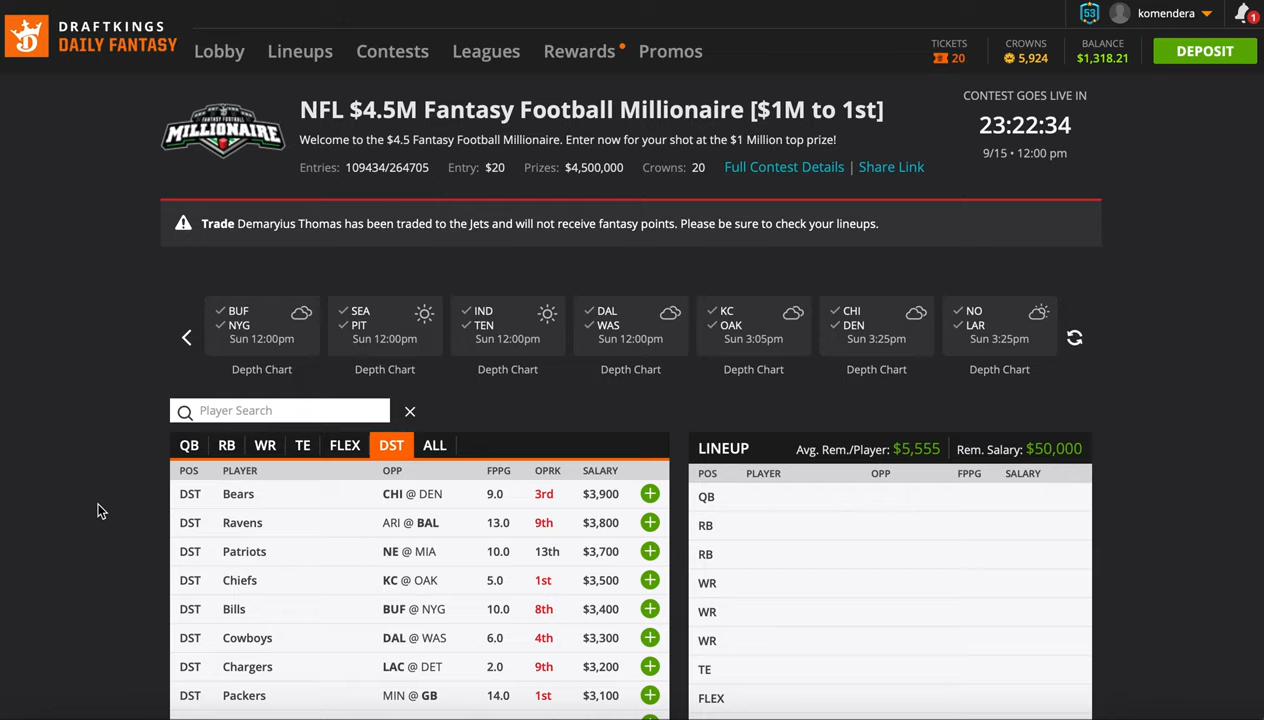 DRAFTKINGS
DAILY FANTASY
Lobby Lineups Contests Leagues Rewards Promos
53 komendera 1
TICKETS CROWNS BALANCE
20 5,924 $1,318.21 DEPOSIT
FANTASY FOOTBALL
MILLIONAIRE
NFL $4.5M Fantasy Football Millionaire [$1M to 1st]
Welcome to the $4.5 Fantasy Football Millionaire. Enter now for your shot at the $1 Million top prize!
Entries: 109434/264705 Entry: $20 Prizes: $4,500,000 Crowns: 20 Full Contest Details | Share Link
CONTEST GOES LIVE IN
23:22:34
9/15 • 12:00 pm
Trade Demaryius Thomas has been traded to the Jets and will not receive fantasy points. Please be sure to check your lineups.
BUF SEA IND DAL KC CHI NO
NYG PIT TEN WAS OAK DEN LAR
Sun 12:00pm Sun 12:00pm Sun 12:00pm Sun 12:00pm Sun 3:05pm Sun 3:25pm Sun 3:25pm
Depth Chart Depth Chart Depth Chart Depth Chart Depth Chart Depth Chart Depth Chart
Player Search
QB RB WR TE FLEX DST ALL
POS PLAYER OPP FPPG OPRK SALARY
DST Bears CHI @ DEN 9.0 3rd $3,900
DST Ravens ARI @ BAL 13.0 9th $3,800
DST Patriots NE @ MIA 10.0 13th $3,700
DST Chiefs KC @ OAK 5.0 1st $3,500
DST Bills BUF @ NYG 10.0 8th $3,400
DST Cowboys DAL @ WAS 6.0 4th $3,300
DST Chargers LAC @ DET 2.0 9th $3,200
DST Packers MIN @ GB 14.0 1st $3,100
LINEUP Avg. Rem./Player: $5,555 Rem. Salary: $50,000
POS PLAYER OPP FPPG SALARY
QB
RB
RB
WR
WR
WR
TE
FLEX